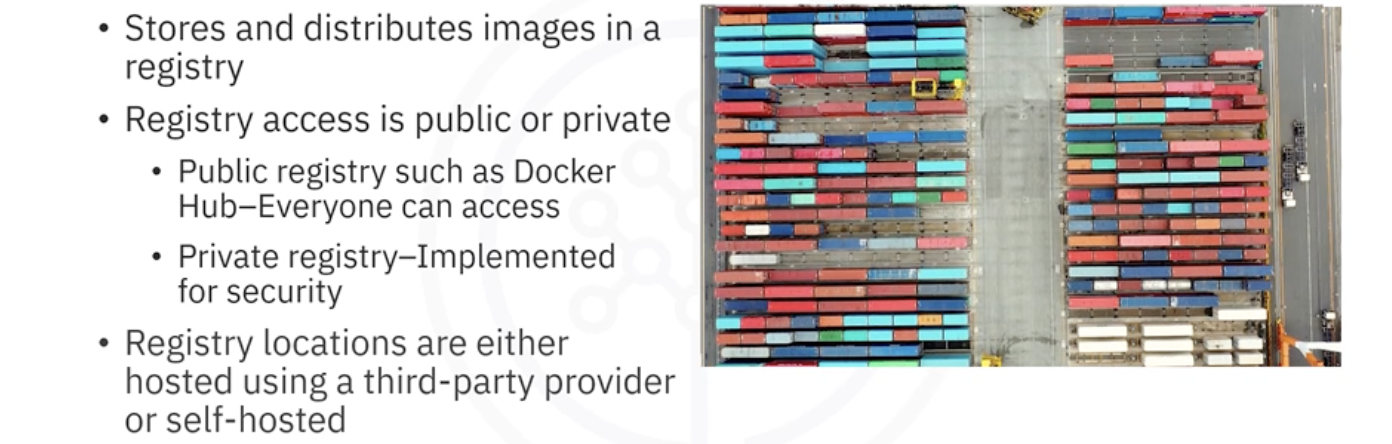 • Stores and distributes images in a
registry
• Registry access is public or private
• Public registry such as Docker
Hub–Everyone can access
• Private registry–Implemented
for security
• Registry locations are either
hosted using a third-party provider
or self-hosted